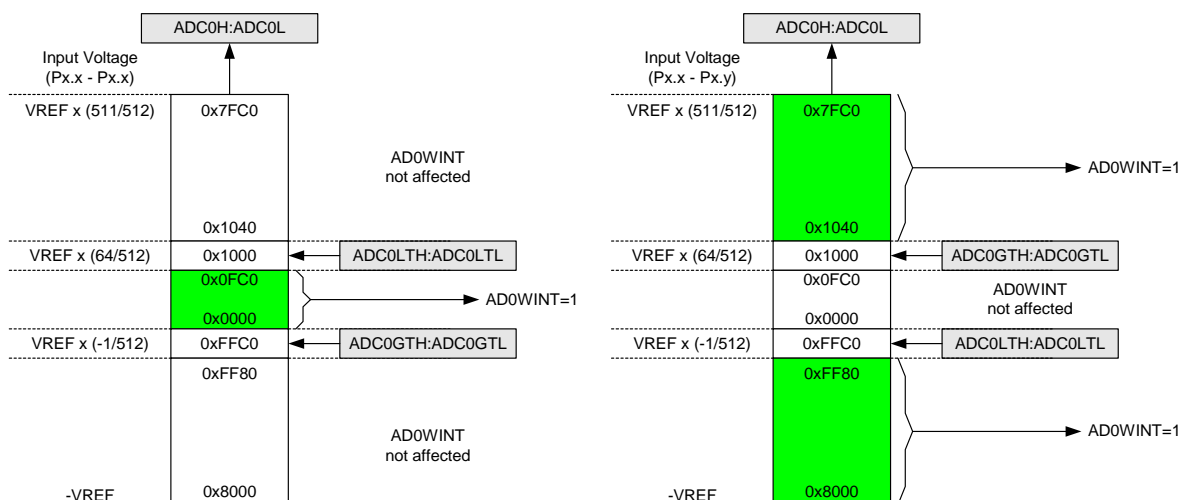 ADC0H:ADC0L
Input Voltage
(Px.x - Px.x)
VREF x (511/512)
0x7FC0
AD0WINT
not affected
0x1040
VREF x (64/512)
0x1000
ADC0LTH:ADC0LTL
0x0FC0
AD0WINT=1
0x0000
VREF x (-1/512)
0xFFC0
ADC0GTH:ADC0GTL
0xFF80
AD0WINT
not affected
-VREF
0x8000
ADC0H:ADC0L
Input Voltage
(Px.x - Px.y)
VREF x (511/512)
0x7FC0
AD0WINT=1
0x1040
VREF x (64/512)
0x1000
ADC0GTH:ADC0GTL
0x0FC0
AD0WINT
not affected
0x0000
VREF x (-1/512)
0xFFC0
ADC0LTH:ADC0LTL
0xFF80
AD0WINT=1
-VREF
0x8000